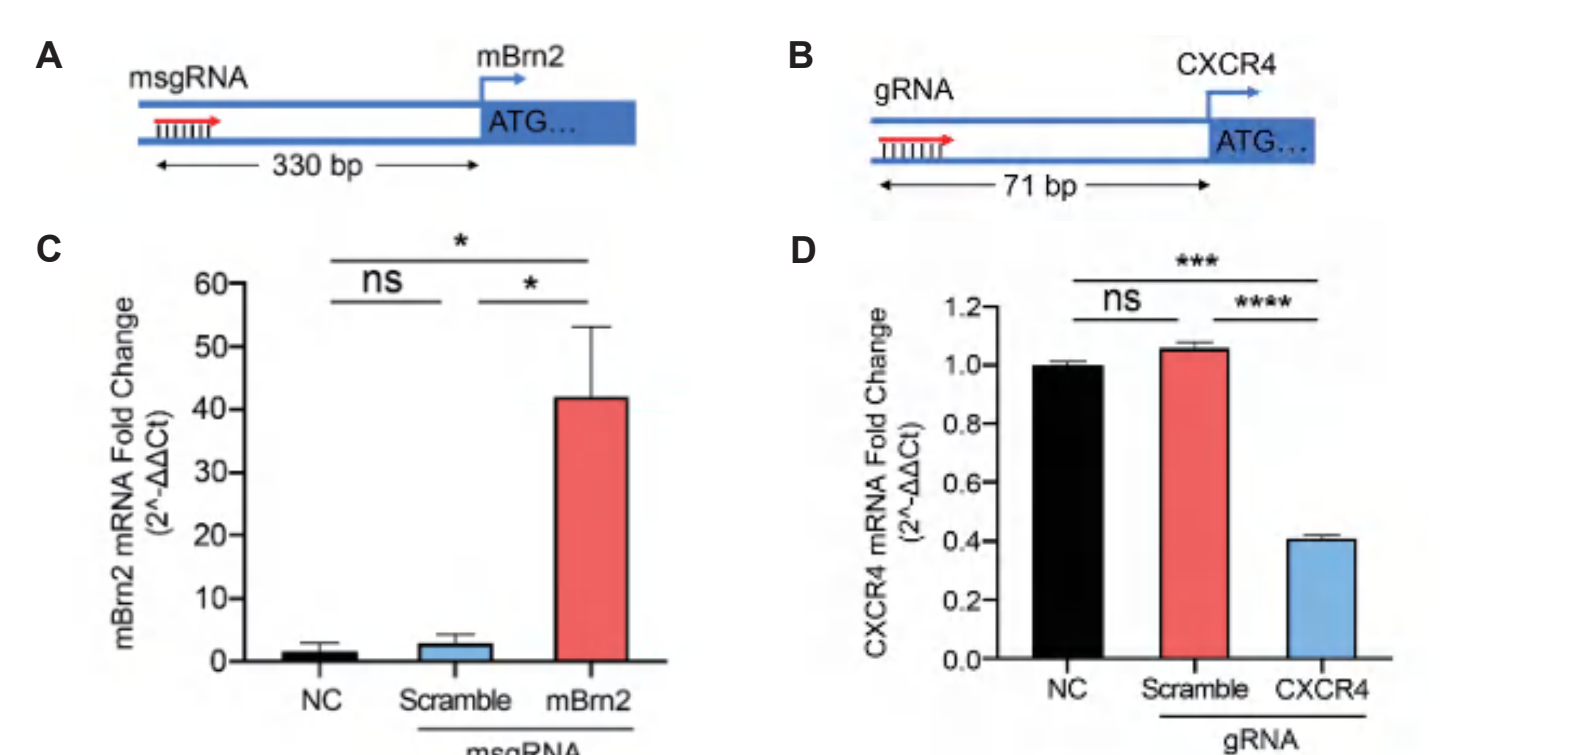 A
mBrn2
msgRNA
ATG...
330 bp
B
CXCR4
gRNA
ATG...
71 bp
C
*
ns
*
mBrn2 mRNA Fold Change
(2^-ΔΔCt)
60
50
40
30
20
10
0
NC
Scramble
mBrn2
msgRNA
D
***
ns
****
CXCR4 mRNA Fold Change
(2^-ΔΔCt)
1.2
1.0
0.8
0.6
0.4
0.2
0.0
NC
Scramble
CXCR4
gRNA